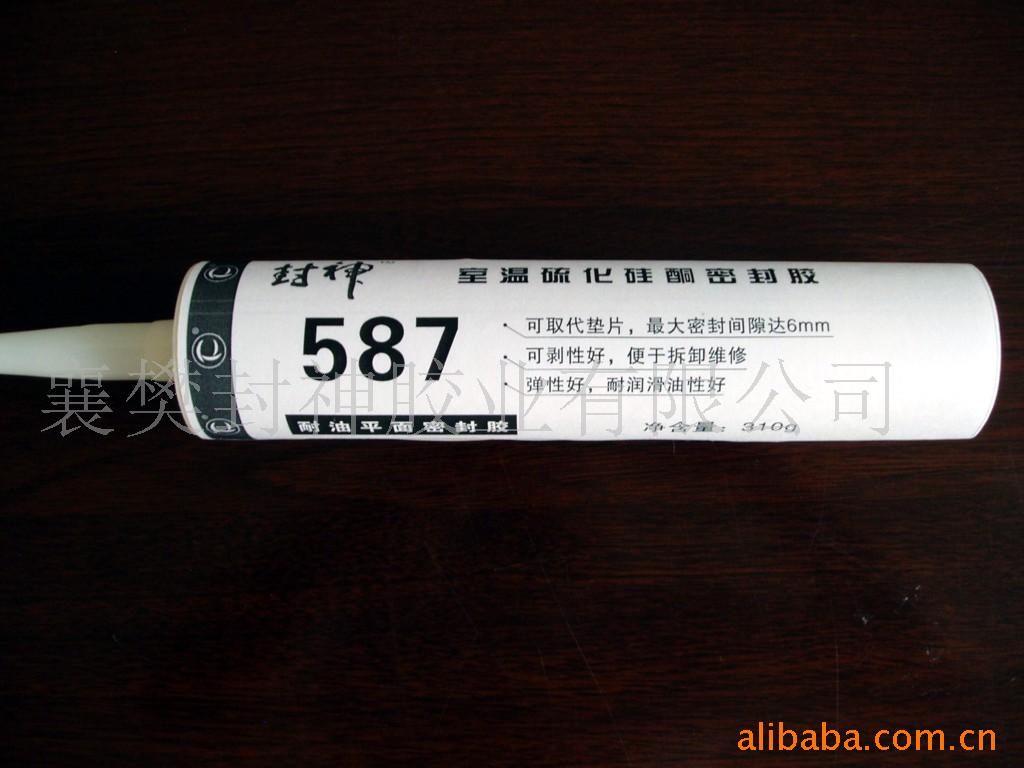 封神™
室温硫化硅酮密封胶
587
· 可取代垫片，最大密封间隙达6mm
· 可剥性好，便于拆卸维修
· 弹性好，耐润滑油性好
耐油平面密封胶
净含量：310g
襄樊封神胶业有限公司
alibaba.com.cn